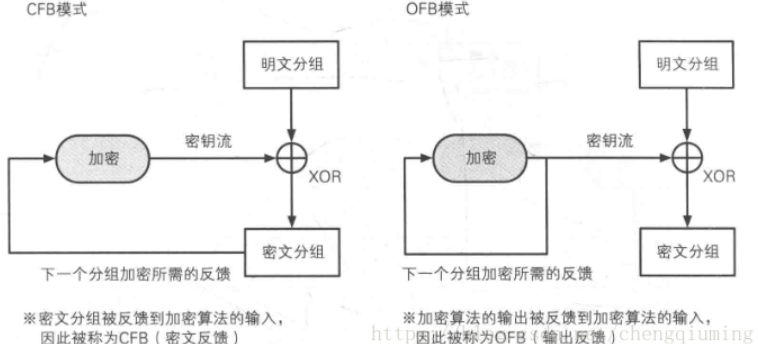 CFB模式
明文分组
加密
密钥流
XOR
密文分组
下一个分组加密所需的反馈
※密文分组被反馈到加密算法的输入，
因此被称为CFB（密文反馈）
OFB模式
明文分组
加密
密钥流
XOR
密文分组
下一个分组加密所需的反馈
※加密算法的输出被反馈到加密算法的输入，
因此被称为OFB（输出反馈）
chengqiuming